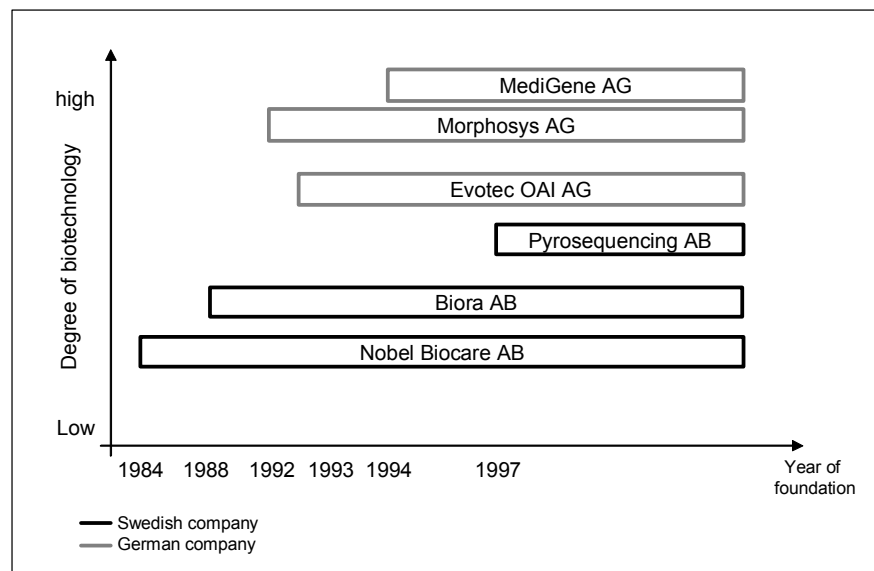 high
Degree of biotechnology
Low
MediGene AG
Morphosys AG
Evotec OAI AG
Pyrosequencing AB
Biora AB
Nobel Biocare AB
1984 1988 1992 1993 1994 1997
Year of
foundation
Swedish company
German company